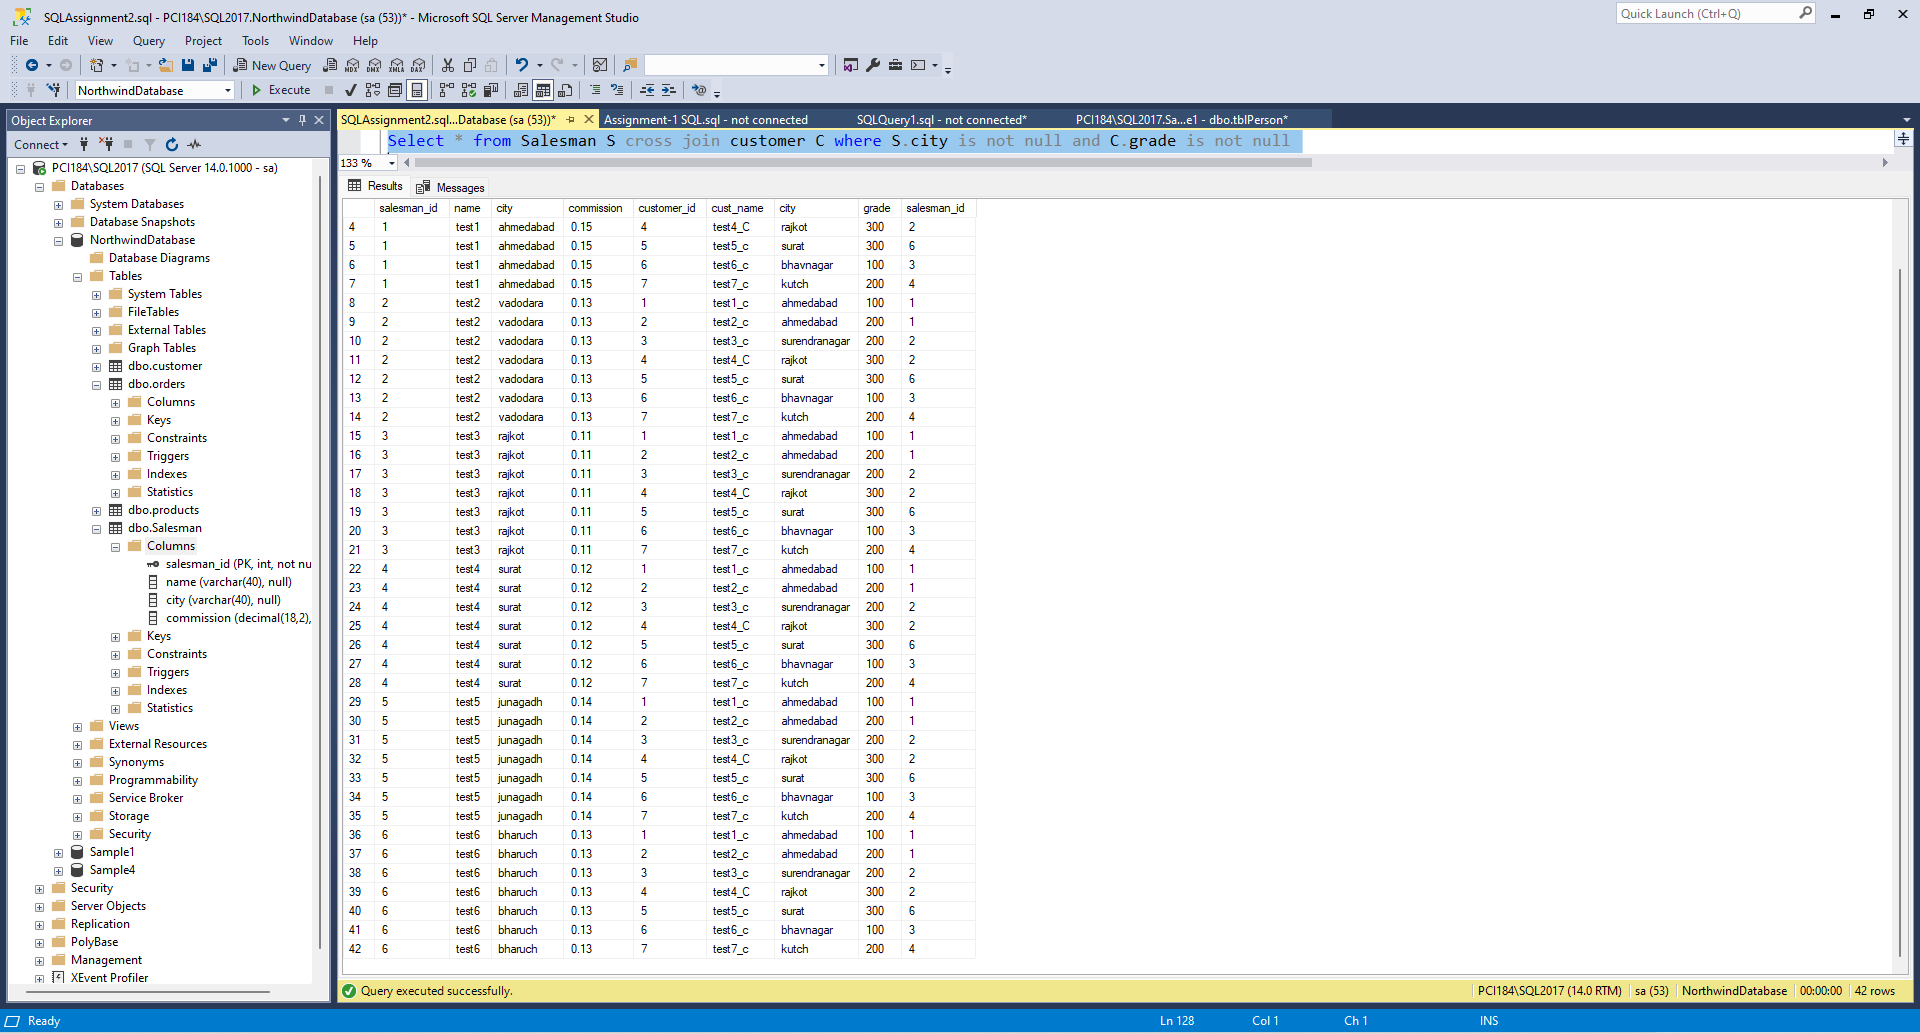 SQLAssignment2.sql - PCI184\SQL2017.NorthwindDatabase (sa (53))* - Microsoft SQL Server Management Studio
Quick Launch (Ctrl+Q)
File Edit View Query Project Tools Window Help
New Query MDX DMX XMLA DAX
NorthwindDatabase Execute
Object Explorer
Connect
PCI184\SQL2017 (SQL Server 14.0.1000 - sa)
Databases
System Databases
Database Snapshots
NorthwindDatabase
Database Diagrams
Tables
System Tables
FileTables
External Tables
Graph Tables
dbo.customer
dbo.orders
Columns
Keys
Constraints
Triggers
Indexes
Statistics
dbo.products
dbo.Salesman
Columns
salesman_id (PK, int, not nu
name (varchar(40), null)
city (varchar(40), null)
commission (decimal(18,2),
Keys
Constraints
Triggers
Indexes
Statistics
Views
External Resources
Synonyms
Programmability
Service Broker
Storage
Security
Sample1
Sample4
Security
Server Objects
Replication
PolyBase
Management
XEvent Profiler
SQLAssignment2.sql...Database (sa (53))* Assignment-1 SQL.sql - not connected SQLQuery1.sql - not connected* PCI184\SQL2017.Sa...e1 - dbo.tblPerson*
Select * from Salesman S cross join customer C where S.city is not null and C.grade is not null
133 %
Results Messages
salesman_id name city commission customer_id cust_name city grade salesman_id
4 1 test1 ahmedabad 0.15 4 test4_C rajkot 300 2
5 1 test1 ahmedabad 0.15 5 test5_c surat 300 6
6 1 test1 ahmedabad 0.15 6 test6_c bhavnagar 100 3
7 1 test1 ahmedabad 0.15 7 test7_c kutch 200 4
8 2 test2 vadodara 0.13 1 test1_c ahmedabad 100 1
9 2 test2 vadodara 0.13 2 test2_c ahmedabad 200 1
10 2 test2 vadodara 0.13 3 test3_c surendranagar 200 2
11 2 test2 vadodara 0.13 4 test4_C rajkot 300 2
12 2 test2 vadodara 0.13 5 test5_c surat 300 6
13 2 test2 vadodara 0.13 6 test6_c bhavnagar 100 3
14 2 test2 vadodara 0.13 7 test7_c kutch 200 4
15 3 test3 rajkot 0.11 1 test1_c ahmedabad 100 1
16 3 test3 rajkot 0.11 2 test2_c ahmedabad 200 1
17 3 test3 rajkot 0.11 3 test3_c surendranagar 200 2
18 3 test3 rajkot 0.11 4 test4_C rajkot 300 2
19 3 test3 rajkot 0.11 5 test5_c surat 300 6
20 3 test3 rajkot 0.11 6 test6_c bhavnagar 100 3
21 3 test3 rajkot 0.11 7 test7_c kutch 200 4
22 4 test4 surat 0.12 1 test1_c ahmedabad 100 1
23 4 test4 surat 0.12 2 test2_c ahmedabad 200 1
24 4 test4 surat 0.12 3 test3_c surendranagar 200 2
25 4 test4 surat 0.12 4 test4_C rajkot 300 2
26 4 test4 surat 0.12 5 test5_c surat 300 6
27 4 test4 surat 0.12 6 test6_c bhavnagar 100 3
28 4 test4 surat 0.12 7 test7_c kutch 200 4
29 5 test5 junagadh 0.14 1 test1_c ahmedabad 100 1
30 5 test5 junagadh 0.14 2 test2_c ahmedabad 200 1
31 5 test5 junagadh 0.14 3 test3_c surendranagar 200 2
32 5 test5 junagadh 0.14 4 test4_C rajkot 300 2
33 5 test5 junagadh 0.14 5 test5_c surat 300 6
34 5 test5 junagadh 0.14 6 test6_c bhavnagar 100 3
35 5 test5 junagadh 0.14 7 test7_c kutch 200 4
36 6 test6 bharuch 0.13 1 test1_c ahmedabad 100 1
37 6 test6 bharuch 0.13 2 test2_c ahmedabad 200 1
38 6 test6 bharuch 0.13 3 test3_c surendranagar 200 2
39 6 test6 bharuch 0.13 4 test4_C rajkot 300 2
40 6 test6 bharuch 0.13 5 test5_c surat 300 6
41 6 test6 bharuch 0.13 6 test6_c bhavnagar 100 3
42 6 test6 bharuch 0.13 7 test7_c kutch 200 4
Query executed successfully. PCI184\SQL2017 (14.0 RTM) sa (53) NorthwindDatabase 00:00:00 42 rows
Ready Ln 128 Col 1 Ch 1 INS